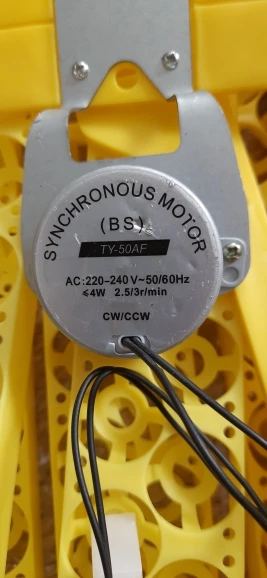 SYNCHRONOUS MOTOR
(BS)
TY-50AF
AC:220-240V~50/60Hz
≤4W 2.5/3r/min
CW/CCW